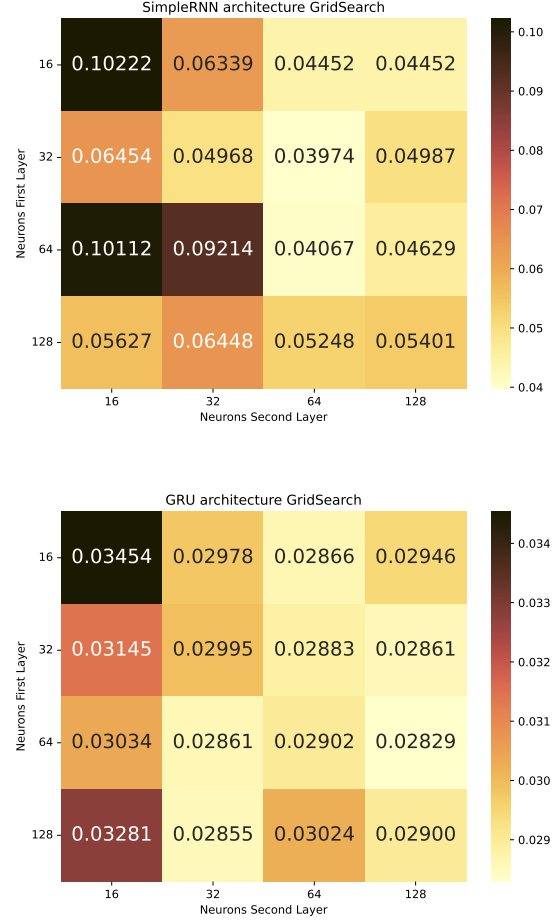 SimpleRNN architecture GridSearch
16 0.10222 0.06339 0.04452 0.04452
32 0.06454 0.04968 0.03974 0.04987
64 0.10112 0.09214 0.04067 0.04629
128 0.05627 0.06448 0.05248 0.05401
16 32 64 128
Neurons First Layer
Neurons Second Layer
0.10
0.09
0.08
0.07
0.06
0.05
0.04
GRU architecture GridSearch
16 0.03454 0.02978 0.02866 0.02946
32 0.03145 0.02995 0.02883 0.02861
64 0.03034 0.02861 0.02902 0.02829
128 0.03281 0.02855 0.03024 0.02900
16 32 64 128
Neurons First Layer
Neurons Second Layer
0.034
0.033
0.032
0.031
0.030
0.029